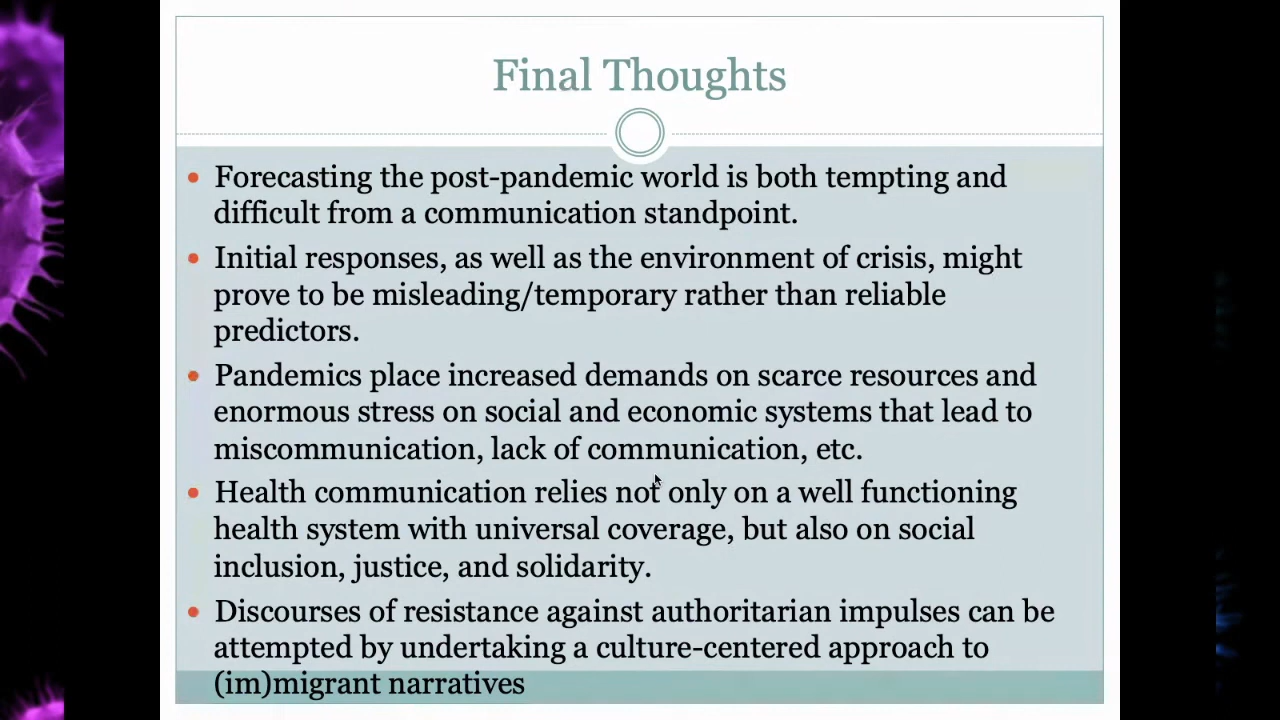 Final Thoughts
• Forecasting the post-pandemic world is both tempting and
difficult from a communication standpoint.
• Initial responses, as well as the environment of crisis, might
prove to be misleading/temporary rather than reliable
predictors.
• Pandemics place increased demands on scarce resources and
enormous stress on social and economic systems that lead to
miscommunication, lack of communication, etc.
• Health communication relies not only on a well functioning
health system with universal coverage, but also on social
inclusion, justice, and solidarity.
• Discourses of resistance against authoritarian impulses can be
attempted by undertaking a culture-centered approach to
(im)migrant narratives